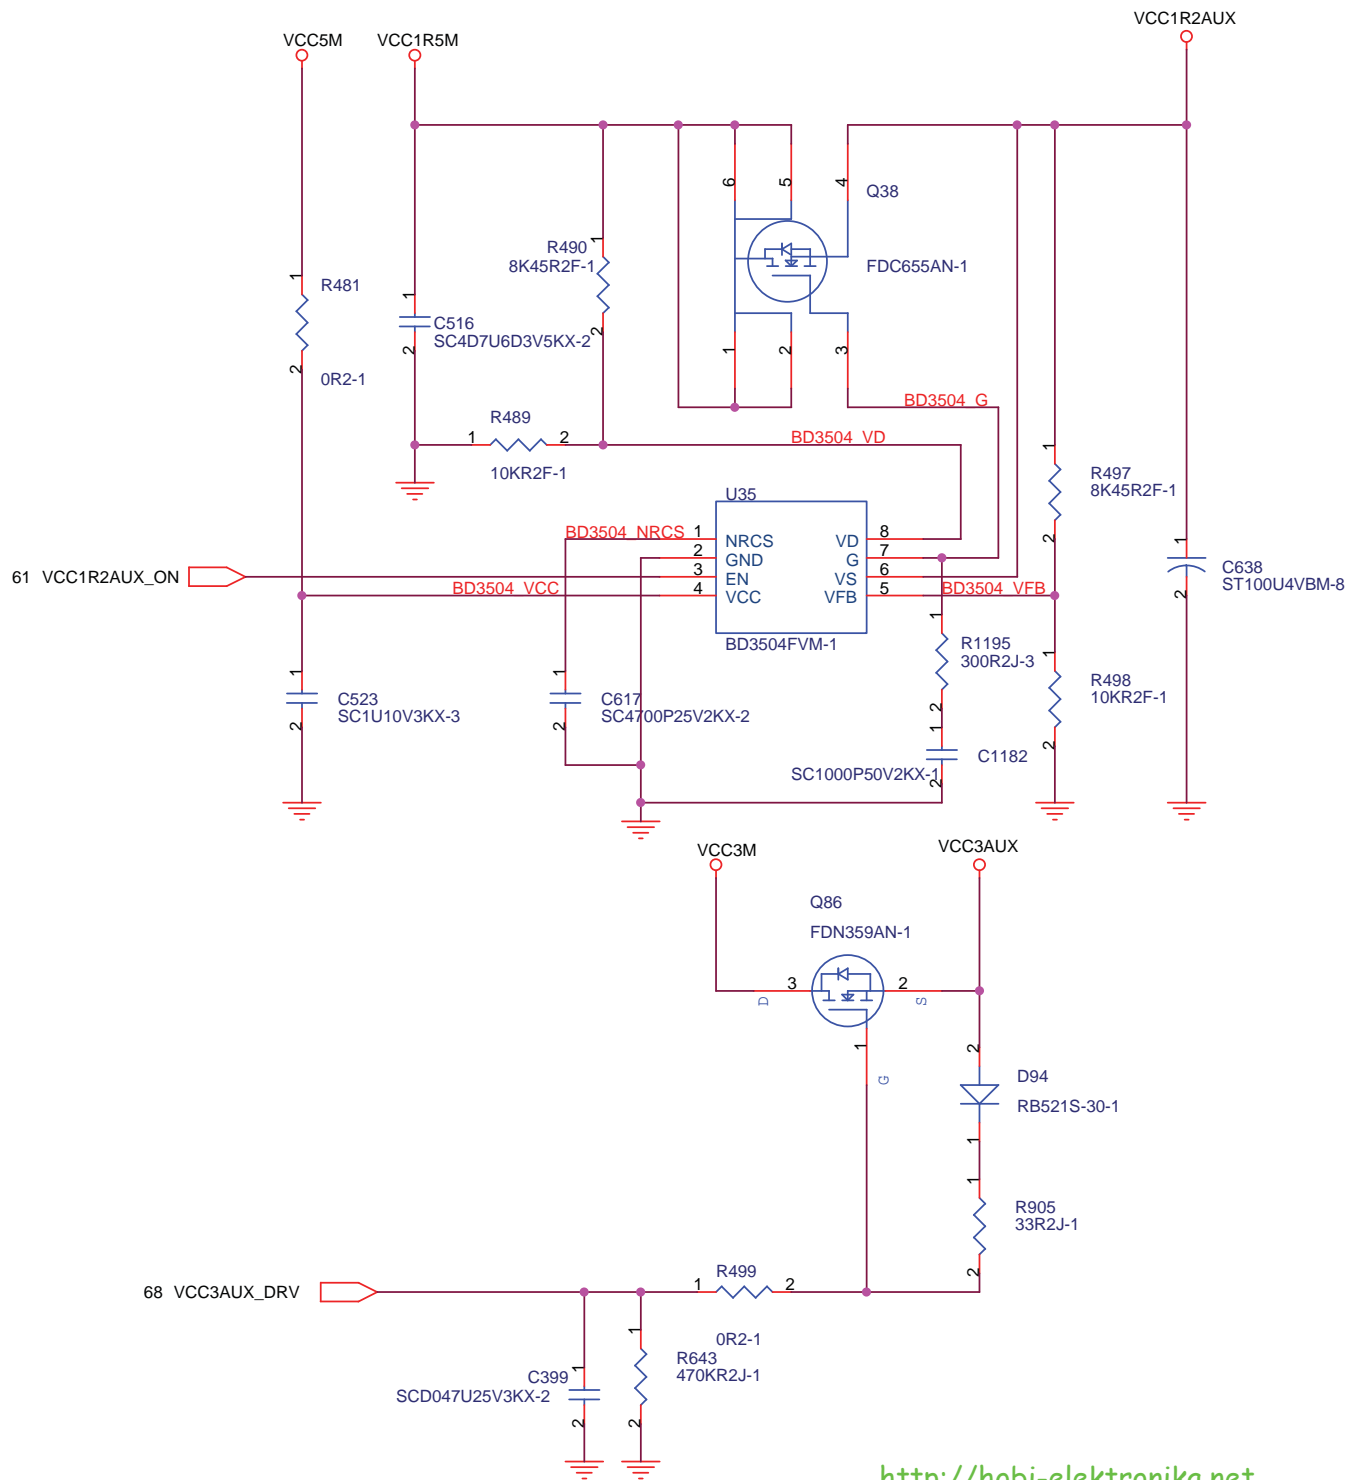 VCC1R2AUX
VCC5M VCC1R5M
6 5 4 Q38
1 R490
8K45R2F-1
FDC655AN-1
1 R481
1 C516
SC4D7U6D3V5KX-2
2
2
2
0R2-1
1 2 3
BD3504_G
R489
1 2
10KR2F-1
BD3504_VD
1
R497
8K45R2F-1
2
U35
BD3504_NRCS 1 NRCS VD 8
2 GND G 7
61 VCC1R2AUX_ON 3 EN VS 6
BD3504_VCC 4 VCC VFB 5 BD3504_VFB
BD3504FVM-1
1
C638
ST100U4VBM-8
2
1 R1195
300R2J-3
2
1 C523
SC1U10V3KX-3
2
1 C617
SC4700P25V2KX-2
2
1 R498
10KR2F-1
2
1 C1182
SC1000P50V2KX-1
2
VCC3M VCC3AUX
Q86
FDN359AN-1
3 2
D S
1
G
2 D94
RB521S-30-1
1
1 R905
33R2J-1
2
68 VCC3AUX_DRV
R499
1 2
0R2-1
1 R643
470KR2J-1
2
1 C399
SCD047U25V3KX-2
2
http://hobi-elektronika.net